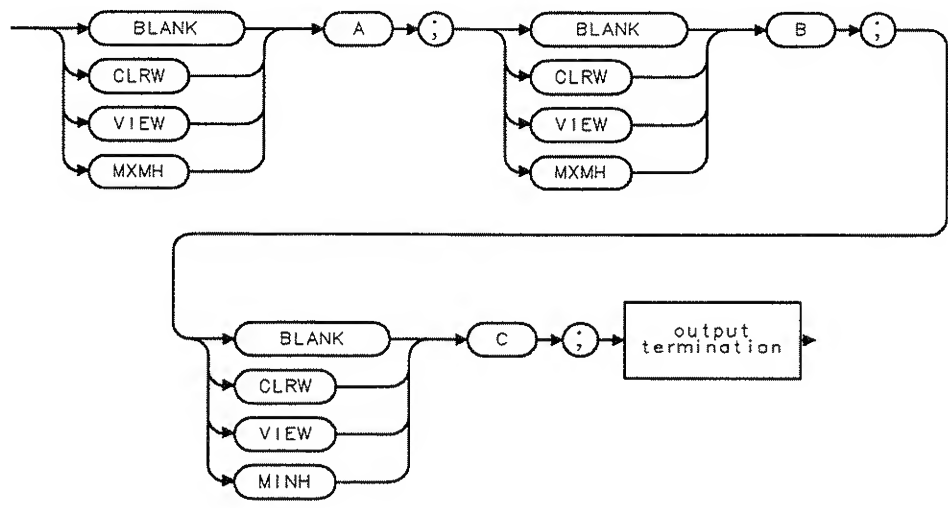 BLANK A ; BLANK B ;
CLRW CLRW
VIEW VIEW
MXMH MXMH
BLANK C ; output
termination
CLRW
VIEW
MINH